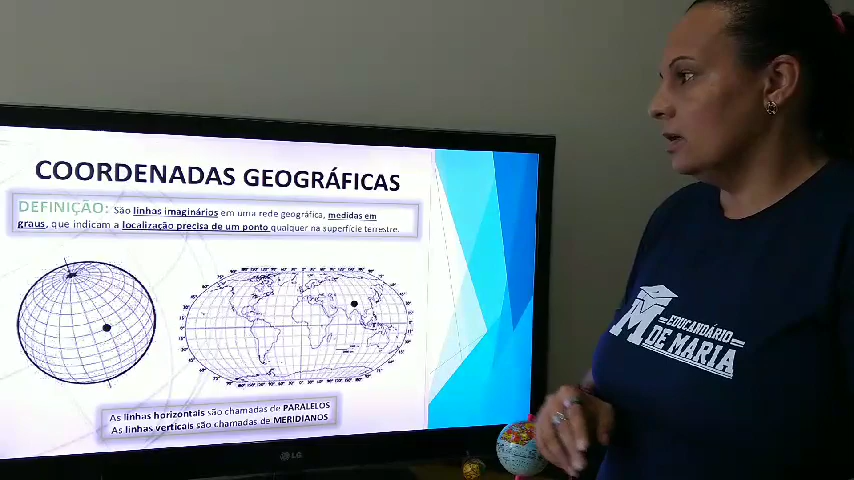 COORDENADAS GEOGRÁFICAS
DEFINIÇÃO: São linhas imaginários em uma rede geográfica, medidas em
graus, que indicam a localização precisa de um ponto qualquer na superfície terrestre.
As linhas horizontais são chamadas de PARALELOS
As linhas verticais são chamadas de MERIDIANOS
LG
EDUCANDÁRIO
M DE MARIA